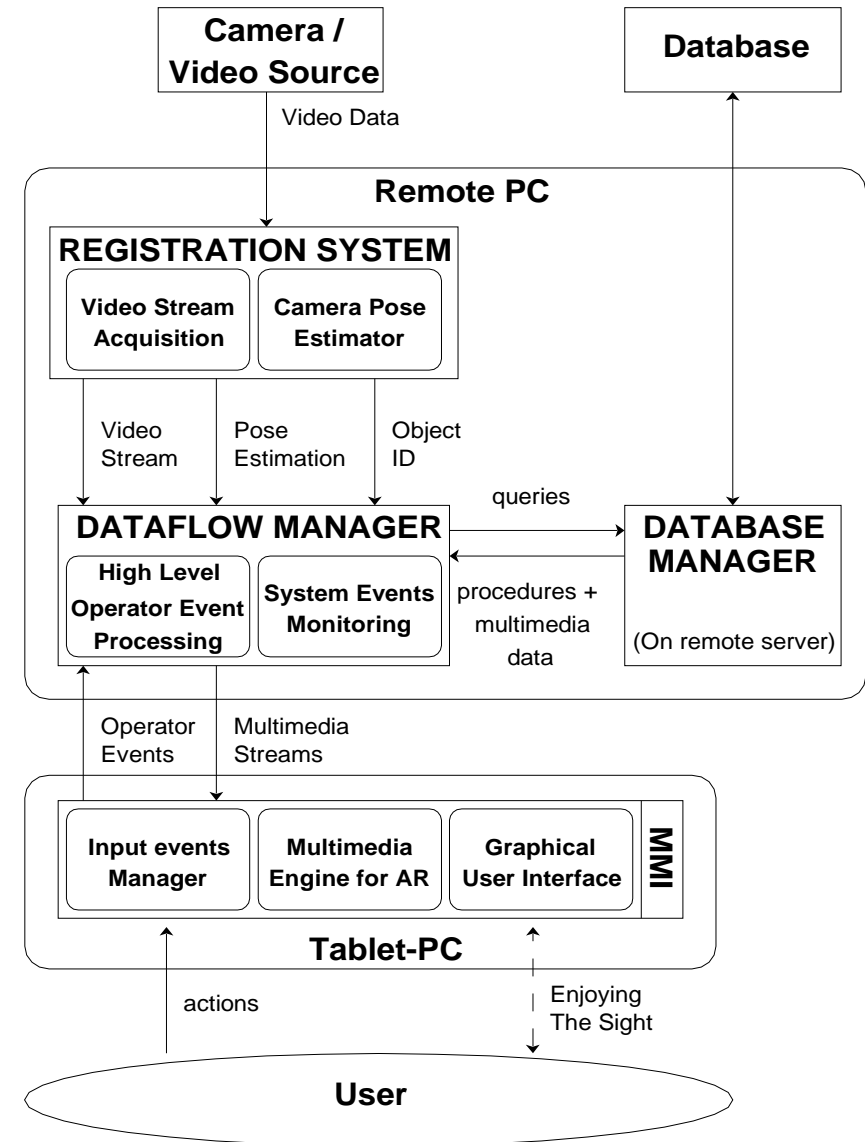 Camera /
Video Source
Database
Video Data
Remote PC
REGISTRATION SYSTEM
Video Stream
Acquisition
Camera Pose
Estimator
Video
Stream
Pose
Estimation
Object
ID
queries
DATAFLOW MANAGER
High Level
Operator Event
Processing
System Events
Monitoring
procedures +
multimedia
data
DATABASE
MANAGER
(On remote server)
Operator
Events
Multimedia
Streams
Input events
Manager
Multimedia
Engine for AR
Graphical
User Interface
MMI
Tablet-PC
actions
Enjoying
The Sight
User